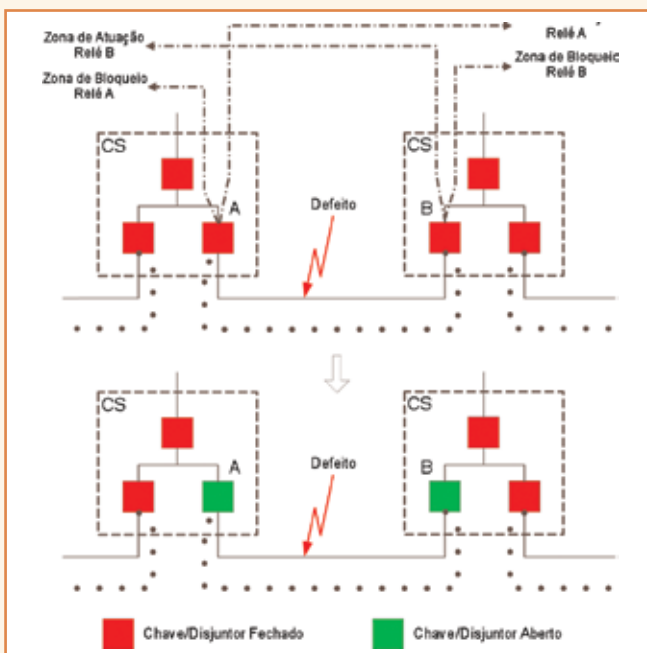 Zona de Atuação
Relé B
Relé A
Zona de Bloqueio
Relé A
Zona de Bloqueio
Relé B
CS
CS
A
Defeito
B
CS
CS
A
Defeito
B
Chave/Disjuntor Fechado
Chave/Disjuntor Aberto